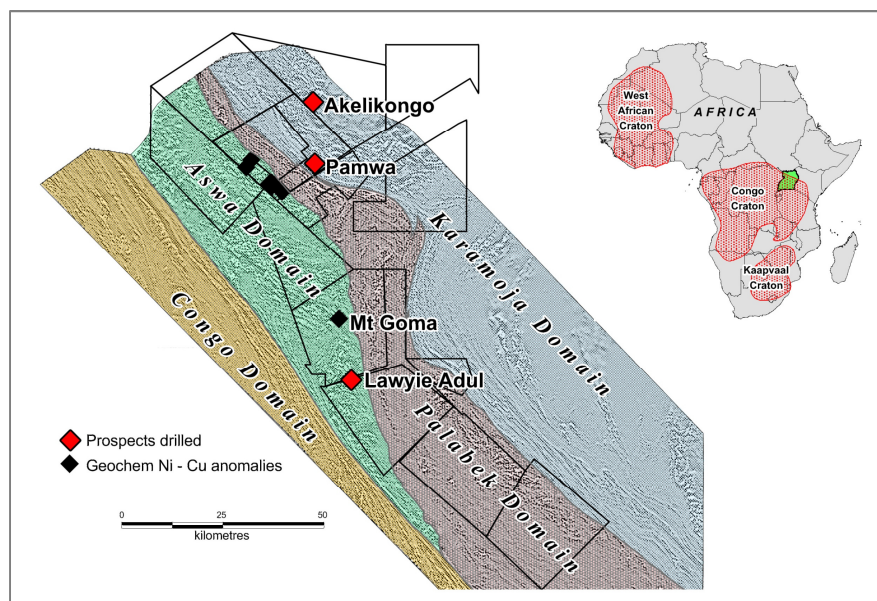 Akelikongo
Pamwa
Aswa Domain
Karamoja Domain
Mt Goma
Congo Domain
Lawyie Adul
Palabek Domain
Prospects drilled
Geochem Ni - Cu anomalies
0 25 50
kilometres
West
African
Craton
AFRICA
Congo
Craton
Kaapvaal
Craton